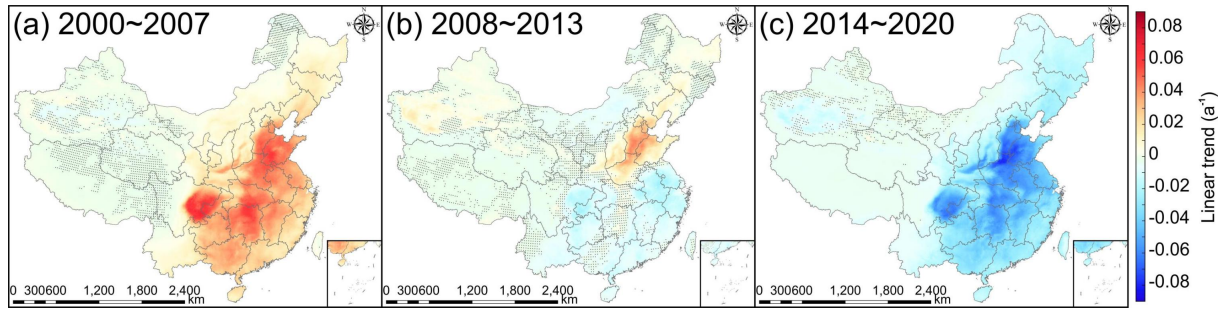 (a) 2000~2007
N
W E
S
0 300600 1,200 1,800 2,400
km
(b) 2008~2013
N
W E
S
0 300600 1,200 1,800 2,400
km
(c) 2014~2020
N
W E
S
0 300600 1,200 1,800 2,400
km
0.08
0.06
0.04
0.02
0
-0.02
-0.04
-0.06
-0.08
Linear trend (a⁻¹)